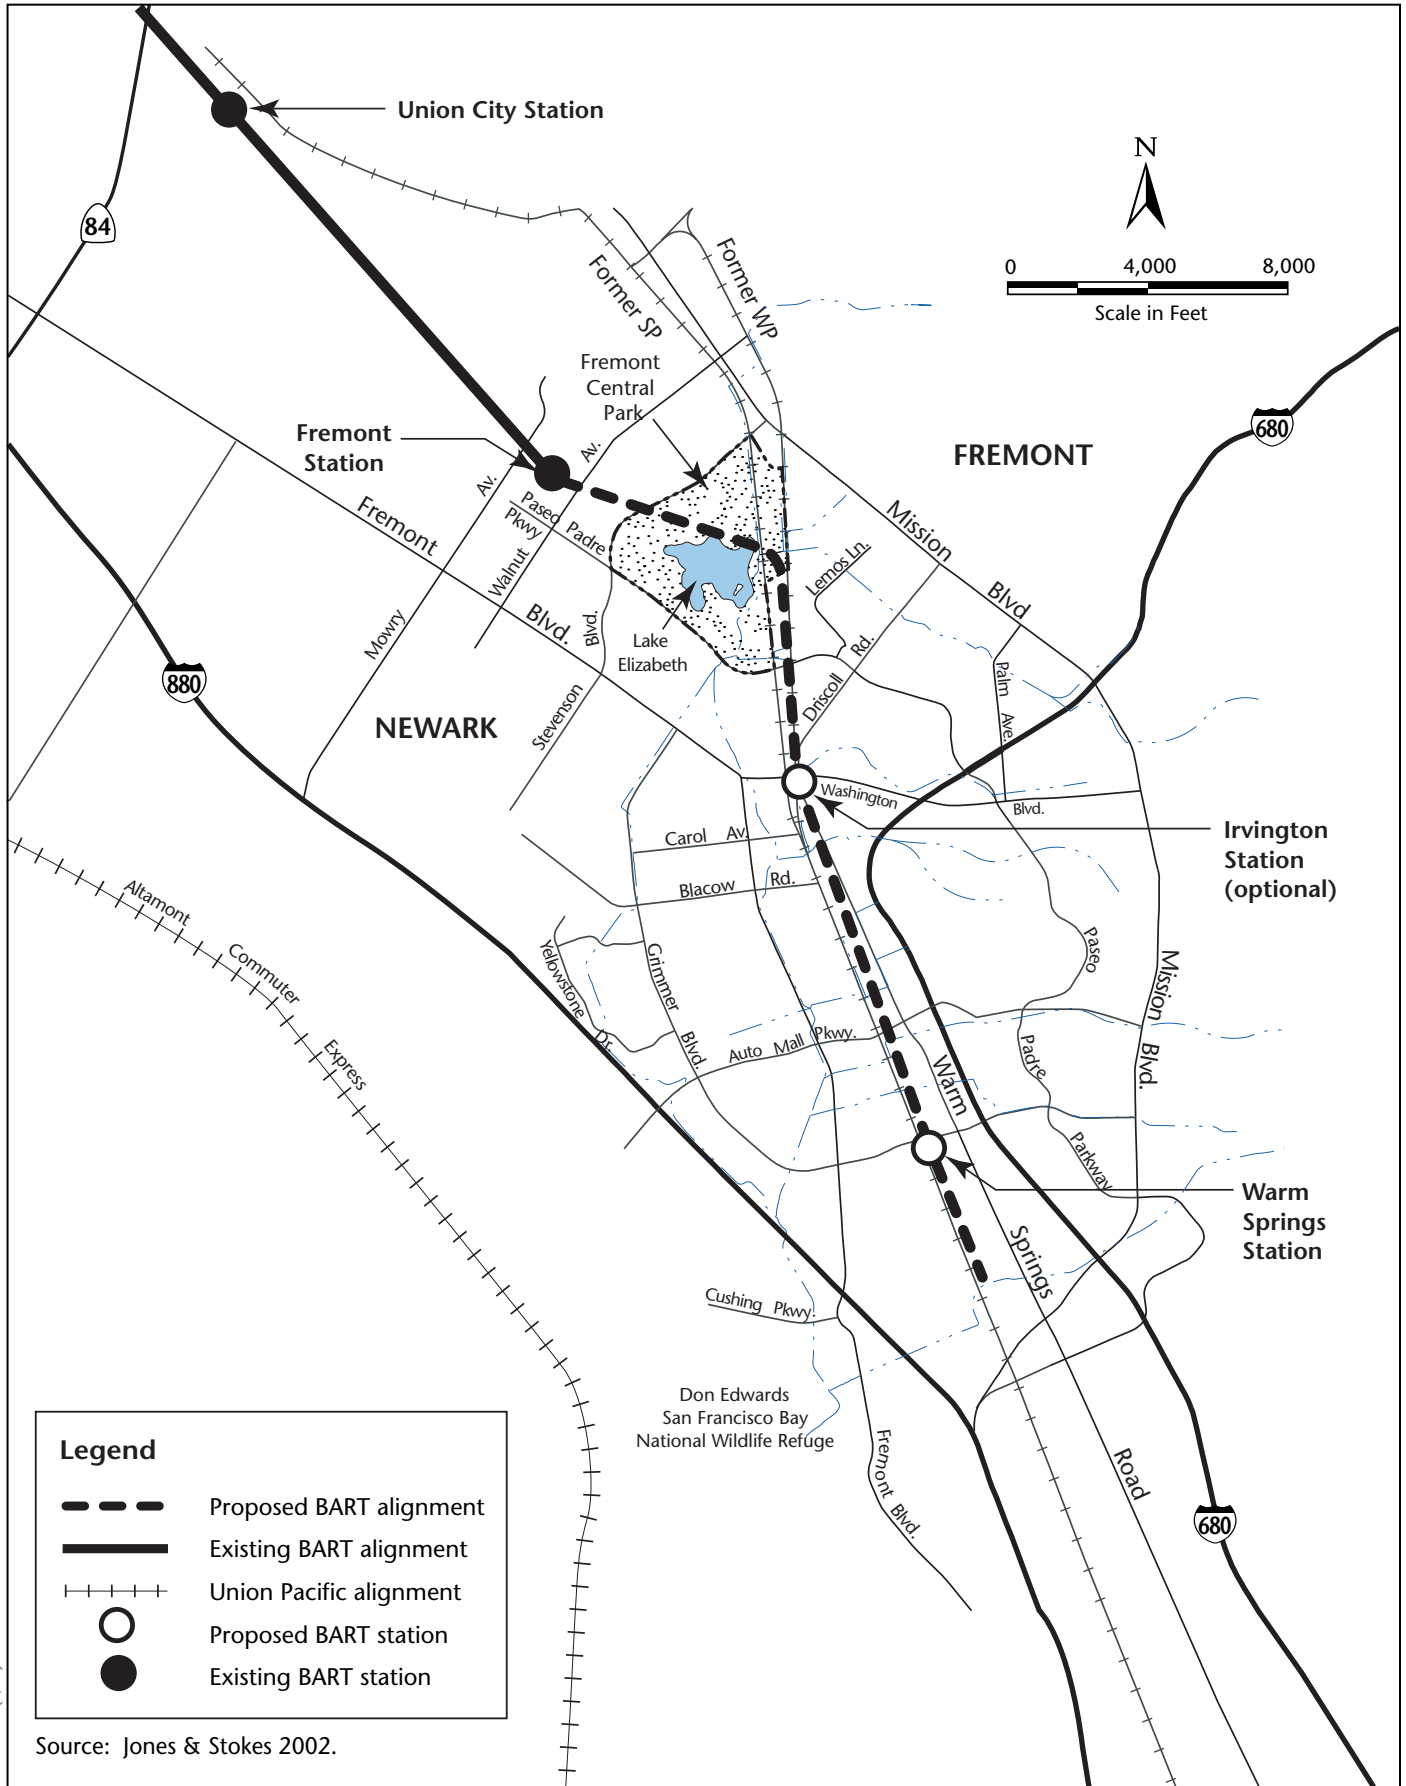 Union City Station
84
N
0 4,000 8,000
Scale in Feet
Former SP
Former WP
Fremont
Central
Park
680
FREMONT
Fremont
Station
Av.
Av.
Paseo Padre
Pkwy
Fremont
Blvd.
Walnut
Mowry
Blvd.
Stevenson
Lake
Elizabeth
Lemos Ln.
Mission
Blvd
Driscoll
Rd.
Palm
Ave.
880
NEWARK
Washington
Blvd.
Irvington
Station
(optional)
Carol Av.
Blacow Rd.
Altamont
Commuter
Express
Yellowstone
Dr.
Grimmer
Blvd.
Auto Mall Pkwy.
Paseo
Padre
Parkway
Mission
Blvd.
Warm
Springs
Road
Warm
Springs
Station
Cushing Pkwy.
Don Edwards
San Francisco Bay
National Wildlife Refuge
Fremont Blvd.
680
Legend
Proposed BART alignment
Existing BART alignment
Union Pacific alignment
Proposed BART station
Existing BART station
Source: Jones & Stokes 2002.